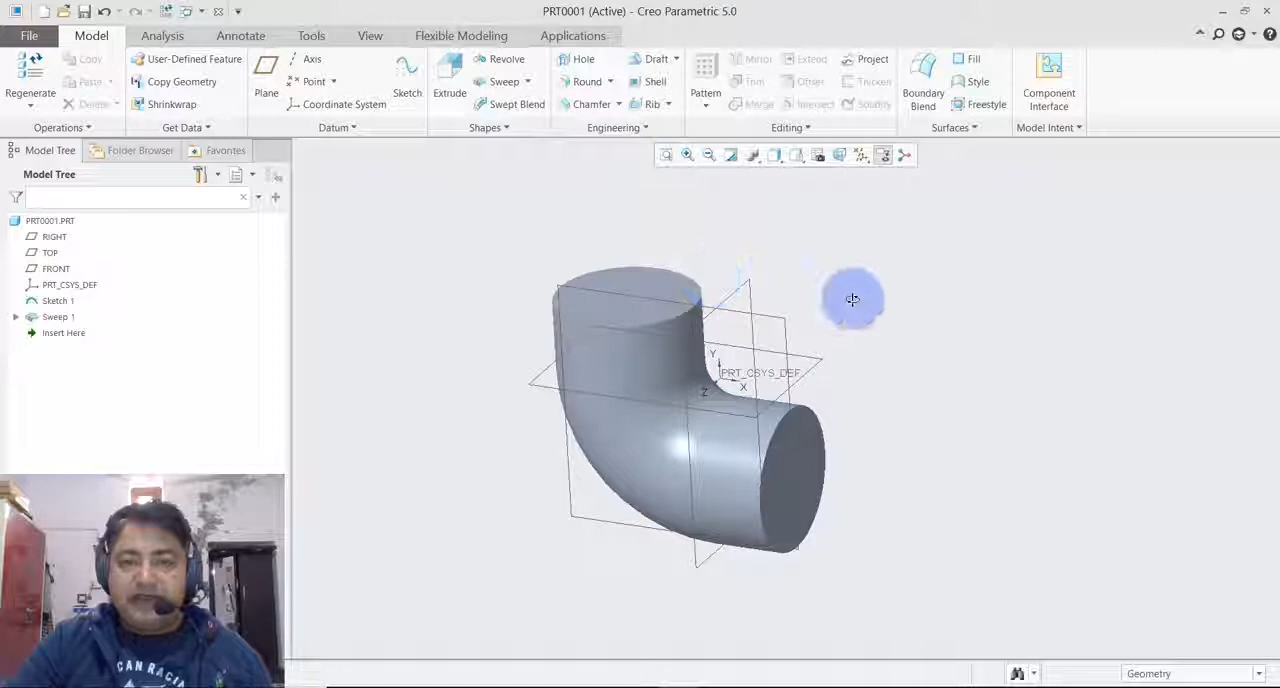 PRT0001 (Active) - Creo Parametric 5.0
File Model Analysis Annotate Tools View Flexible Modeling Applications
Regenerate
Copy
Paste
Delete
Operations
User-Defined Feature
Copy Geometry
Shrinkwrap
Get Data
Plane
Axis
Point
Coordinate System
Sketch
Datum
Extrude
Revolve
Sweep
Swept Blend
Shapes
Hole
Round
Chamfer
Draft
Shell
Rib
Engineering
Pattern
Mirror
Trim
Merge
Extend
Offset
Intersect
Project
Thicken
Solidify
Editing
Boundary
Blend
Fill
Style
Freestyle
Surfaces
Component
Interface
Model Intent
Model Tree Folder Browser Favorites
Model Tree
PRT0001.PRT
RIGHT
TOP
FRONT
PRT_CSYS_DEF
Sketch 1
Sweep 1
Insert Here
Y
PRT_CSYS_DEF
X
Z
CAN RACIN
Geometry